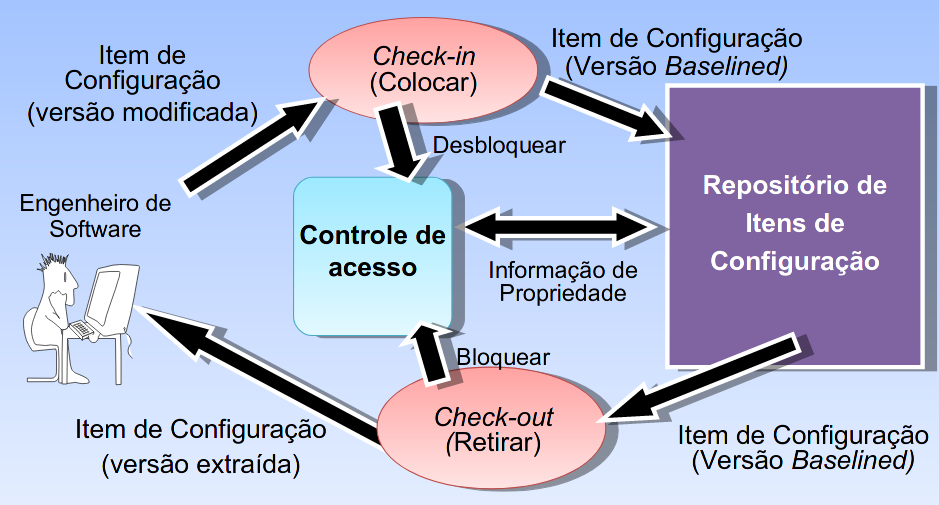 Item de
Configuração
(versão modificada)
Check-in
(Colocar)
Item de Configuração
(Versão Baselined)
Desbloquear
Engenheiro de
Software
Controle de
acesso
Informação de
Propriedade
Repositório de
Itens de
Configuração
Bloquear
Check-out
(Retirar)
Item de Configuração
(versão extraída)
Item de Configuração
(Versão Baselined)